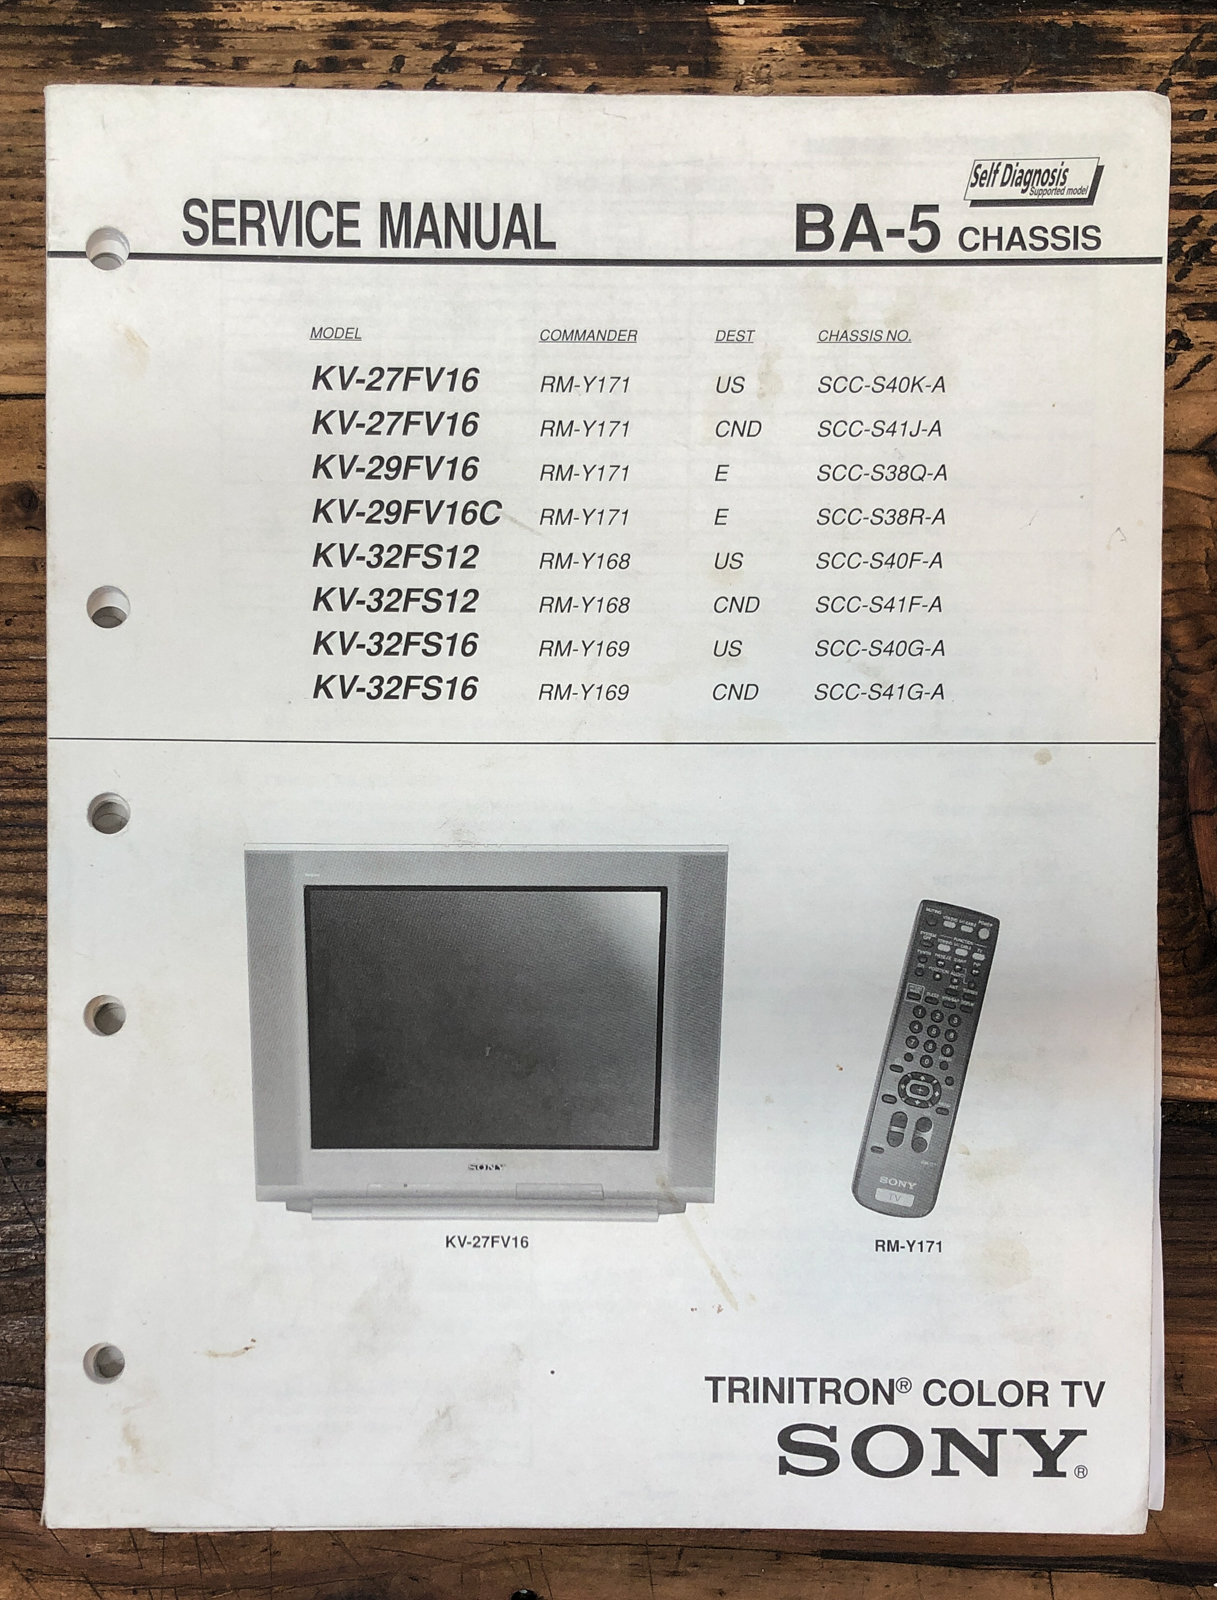 Self Diagnosis
Supported model
SERVICE MANUAL BA-5 CHASSIS
MODEL COMMANDER DEST CHASSIS NO.
KV-27FV16 RM-Y171 US SCC-S40K-A
KV-27FV16 RM-Y171 CND SCC-S41J-A
KV-29FV16 RM-Y171 E SCC-S38Q-A
KV-29FV16C RM-Y171 E SCC-S38R-A
KV-32FS12 RM-Y168 US SCC-S40F-A
KV-32FS12 RM-Y168 CND SCC-S41F-A
KV-32FS16 RM-Y169 US SCC-S40G-A
KV-32FS16 RM-Y169 CND SCC-S41G-A
MUTING
POWER
FUNCTION
SONY
SONY
TV
KV-27FV16 RM-Y171
TRINITRON® COLOR TV
SONY®